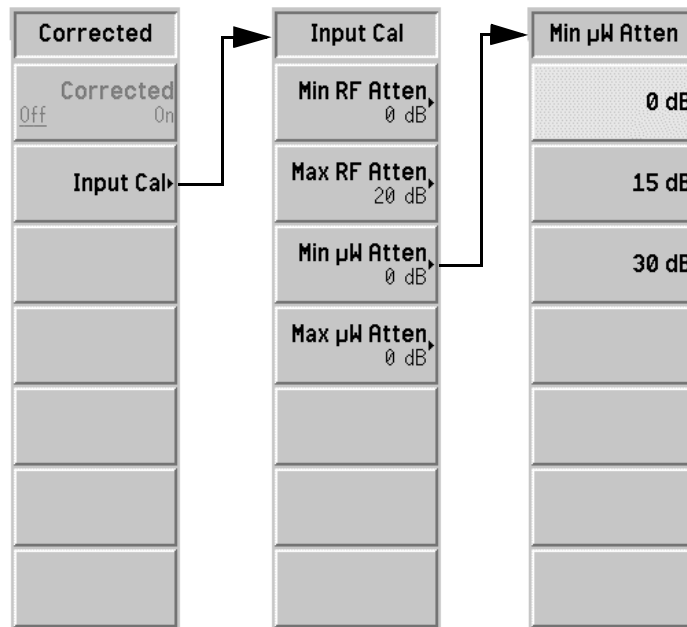 Corrected
Corrected
Off On
Input Cal
Input Cal
Min RF Atten
0 dB
Max RF Atten
20 dB
Min µW Atten
0 dB
Max µW Atten
0 dB
Min µW Atten
0 dB
15 dB
30 dB